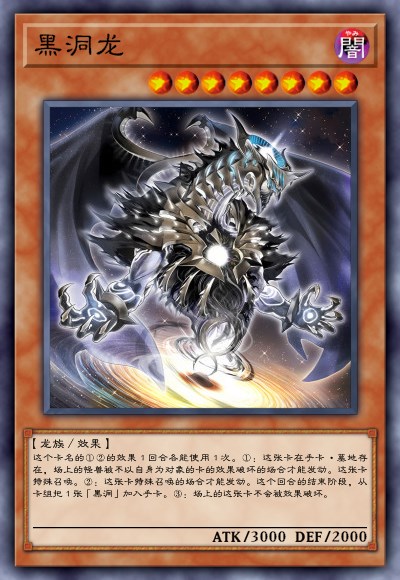 黑洞龙
やみ
闇
【龙族／效果】
这个卡名的①②的效果1回合各能使用1次。①：这张卡在手卡·墓地存
在，场上的怪兽被不以自身为对象的卡的效果破坏的场合才能发动。这张卡
特殊召唤。②：这张卡特殊召唤的场合才能发动。这个回合的结束阶段，从
卡组把1张「黑洞」加入手卡。③：场上的这张卡不会被效果破坏。
ATK/3000 DEF/2000